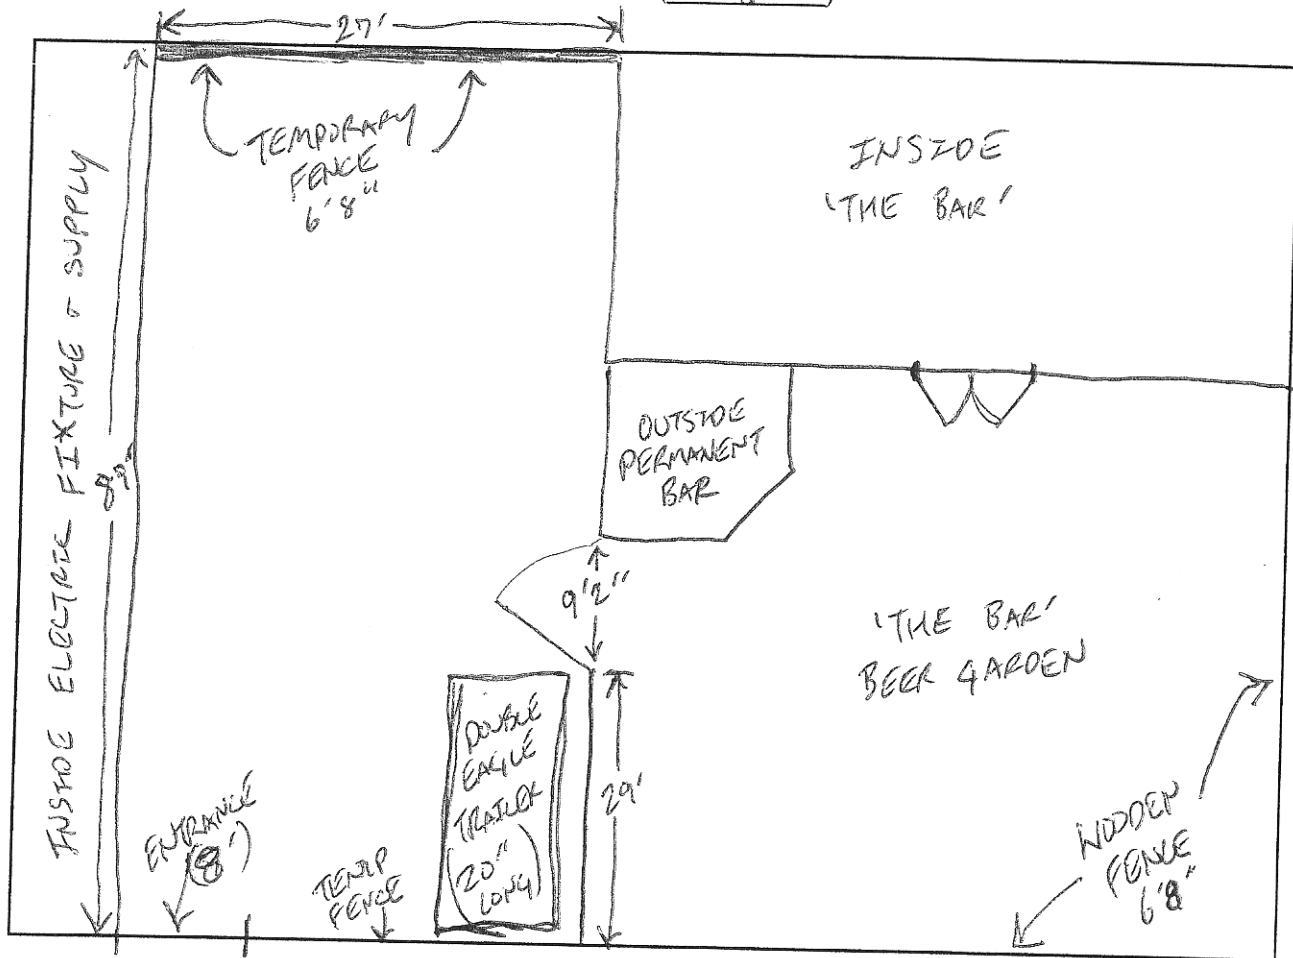 27'
TEMPORARY
FENCE
6'8"
INSIDE
'THE BAR'
INSIDE ELECTRIC FIXTURE & SUPPLY
OUTSIDE
PERMANENT
BAR
9'2"
'THE BAR'
BEER GARDEN
DOUBLE
EAGLE
TRAILER
(20"
LONG)
29'
ENTRANCE
(8')
TEMP
FENCE
WOODEN
FENCE
6'8"